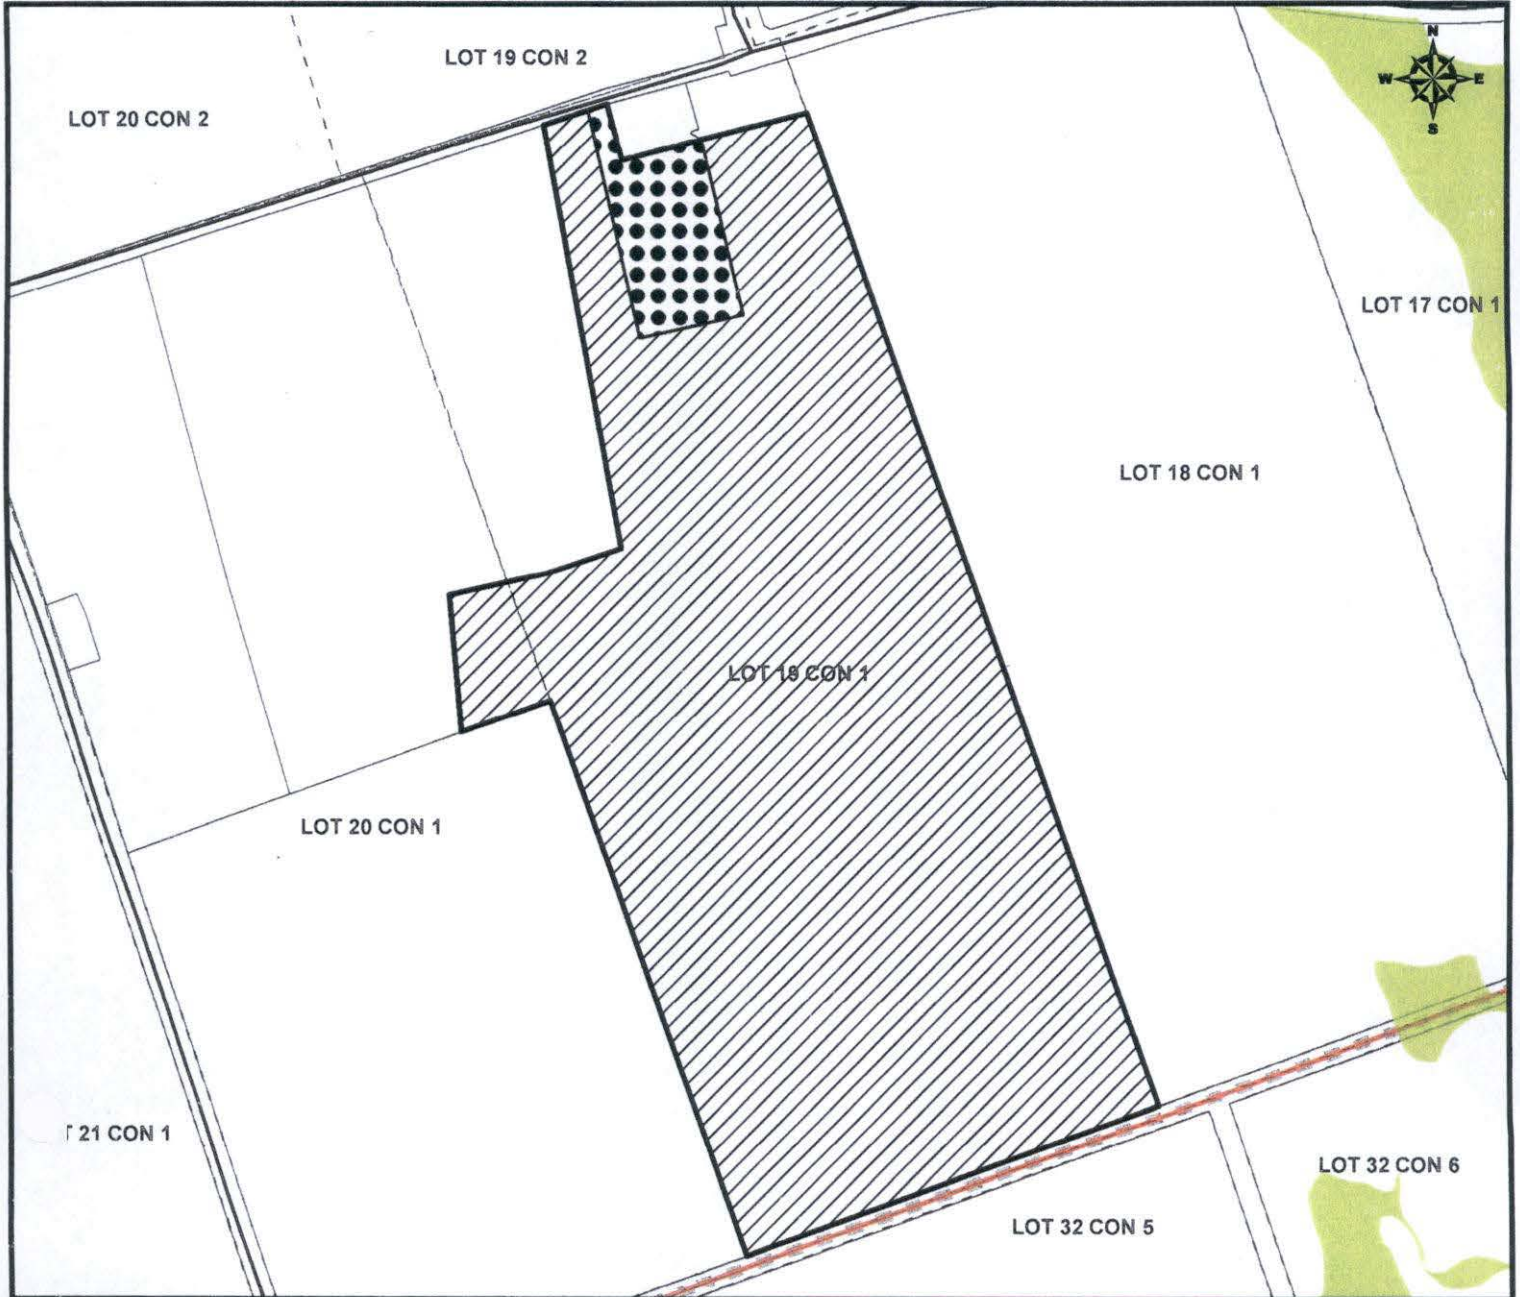 LOT 19 CON 2
N
W E
S
LOT 20 CON 2
LOT 17 CON 1
LOT 18 CON 1
LOT 19 CON 1
LOT 20 CON 1
T 21 CON 1
LOT 32 CON 6
LOT 32 CON 5